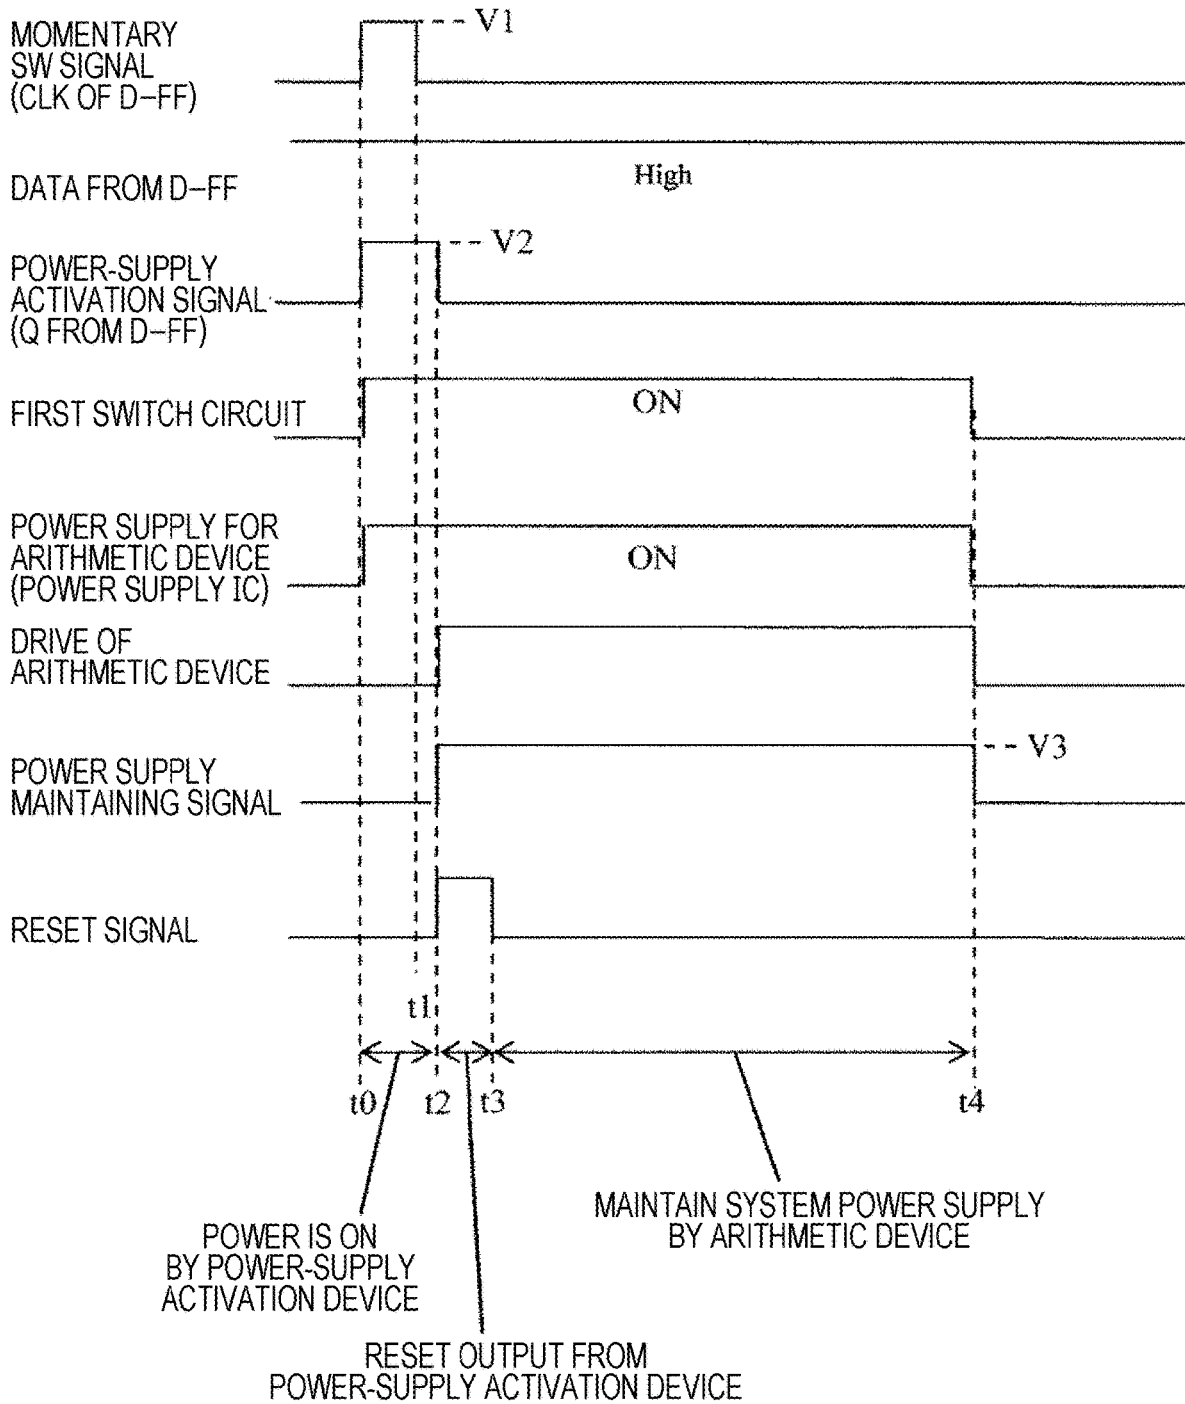 MOMENTARY
SW SIGNAL
(CLK OF D-FF)
V1
DATA FROM D-FF
High
POWER-SUPPLY
ACTIVATION SIGNAL
(Q FROM D-FF)
V2
FIRST SWITCH CIRCUIT
ON
POWER SUPPLY FOR
ARITHMETIC DEVICE
(POWER SUPPLY IC)
ON
DRIVE OF
ARITHMETIC DEVICE
POWER SUPPLY
MAINTAINING SIGNAL
V3
RESET SIGNAL
t1
t0
t2
t3
t4
MAINTAIN SYSTEM POWER SUPPLY
BY ARITHMETIC DEVICE
POWER IS ON
BY POWER-SUPPLY
ACTIVATION DEVICE
RESET OUTPUT FROM
POWER-SUPPLY ACTIVATION DEVICE